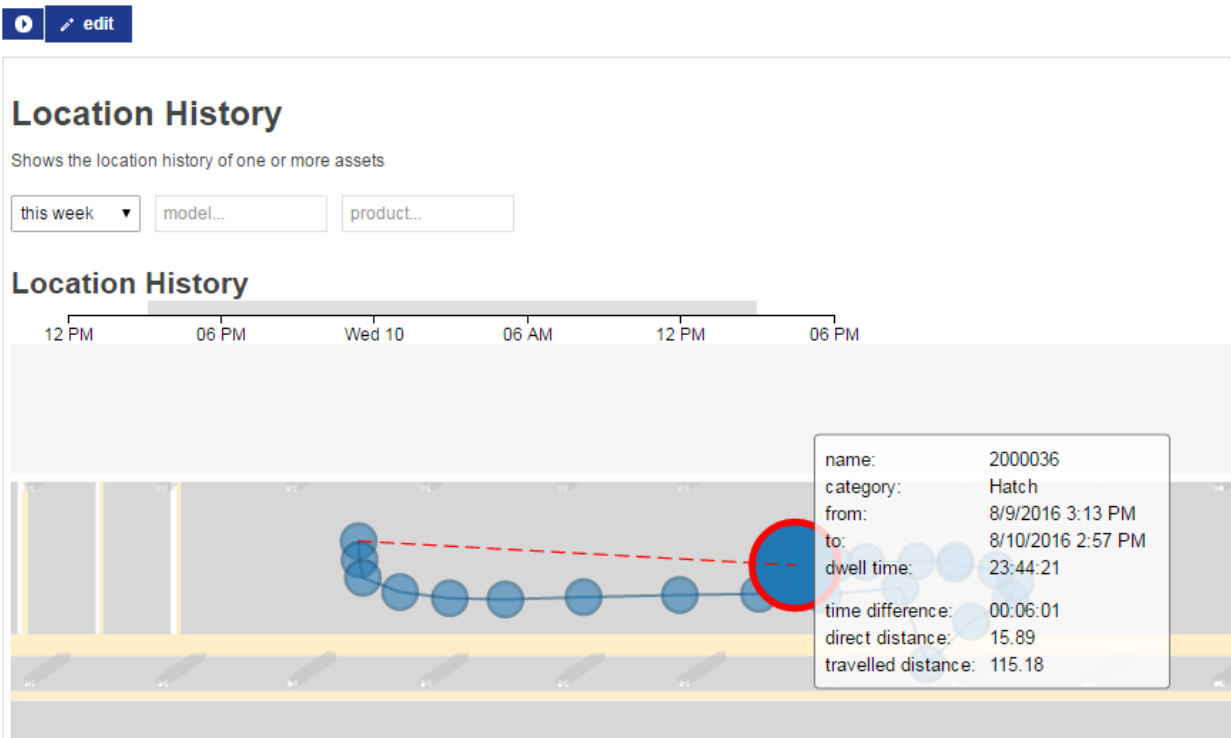 edit
Location History
Shows the location history of one or more assets
this week model... product...
Location History
12 PM 06 PM Wed 10 06 AM 12 PM 06 PM
name: 2000036
category: Hatch
from: 8/9/2016 3:13 PM
to: 8/10/2016 2:57 PM
dwell time: 23:44:21
time difference: 00:06:01
direct distance: 15.89
travelled distance: 115.18